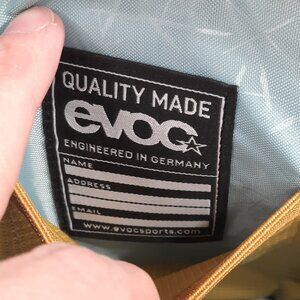 QUALITY MADE
evoc
ENGINEERED IN GERMANY
NAME
ADDRESS
EMAIL
www.evocsports.com